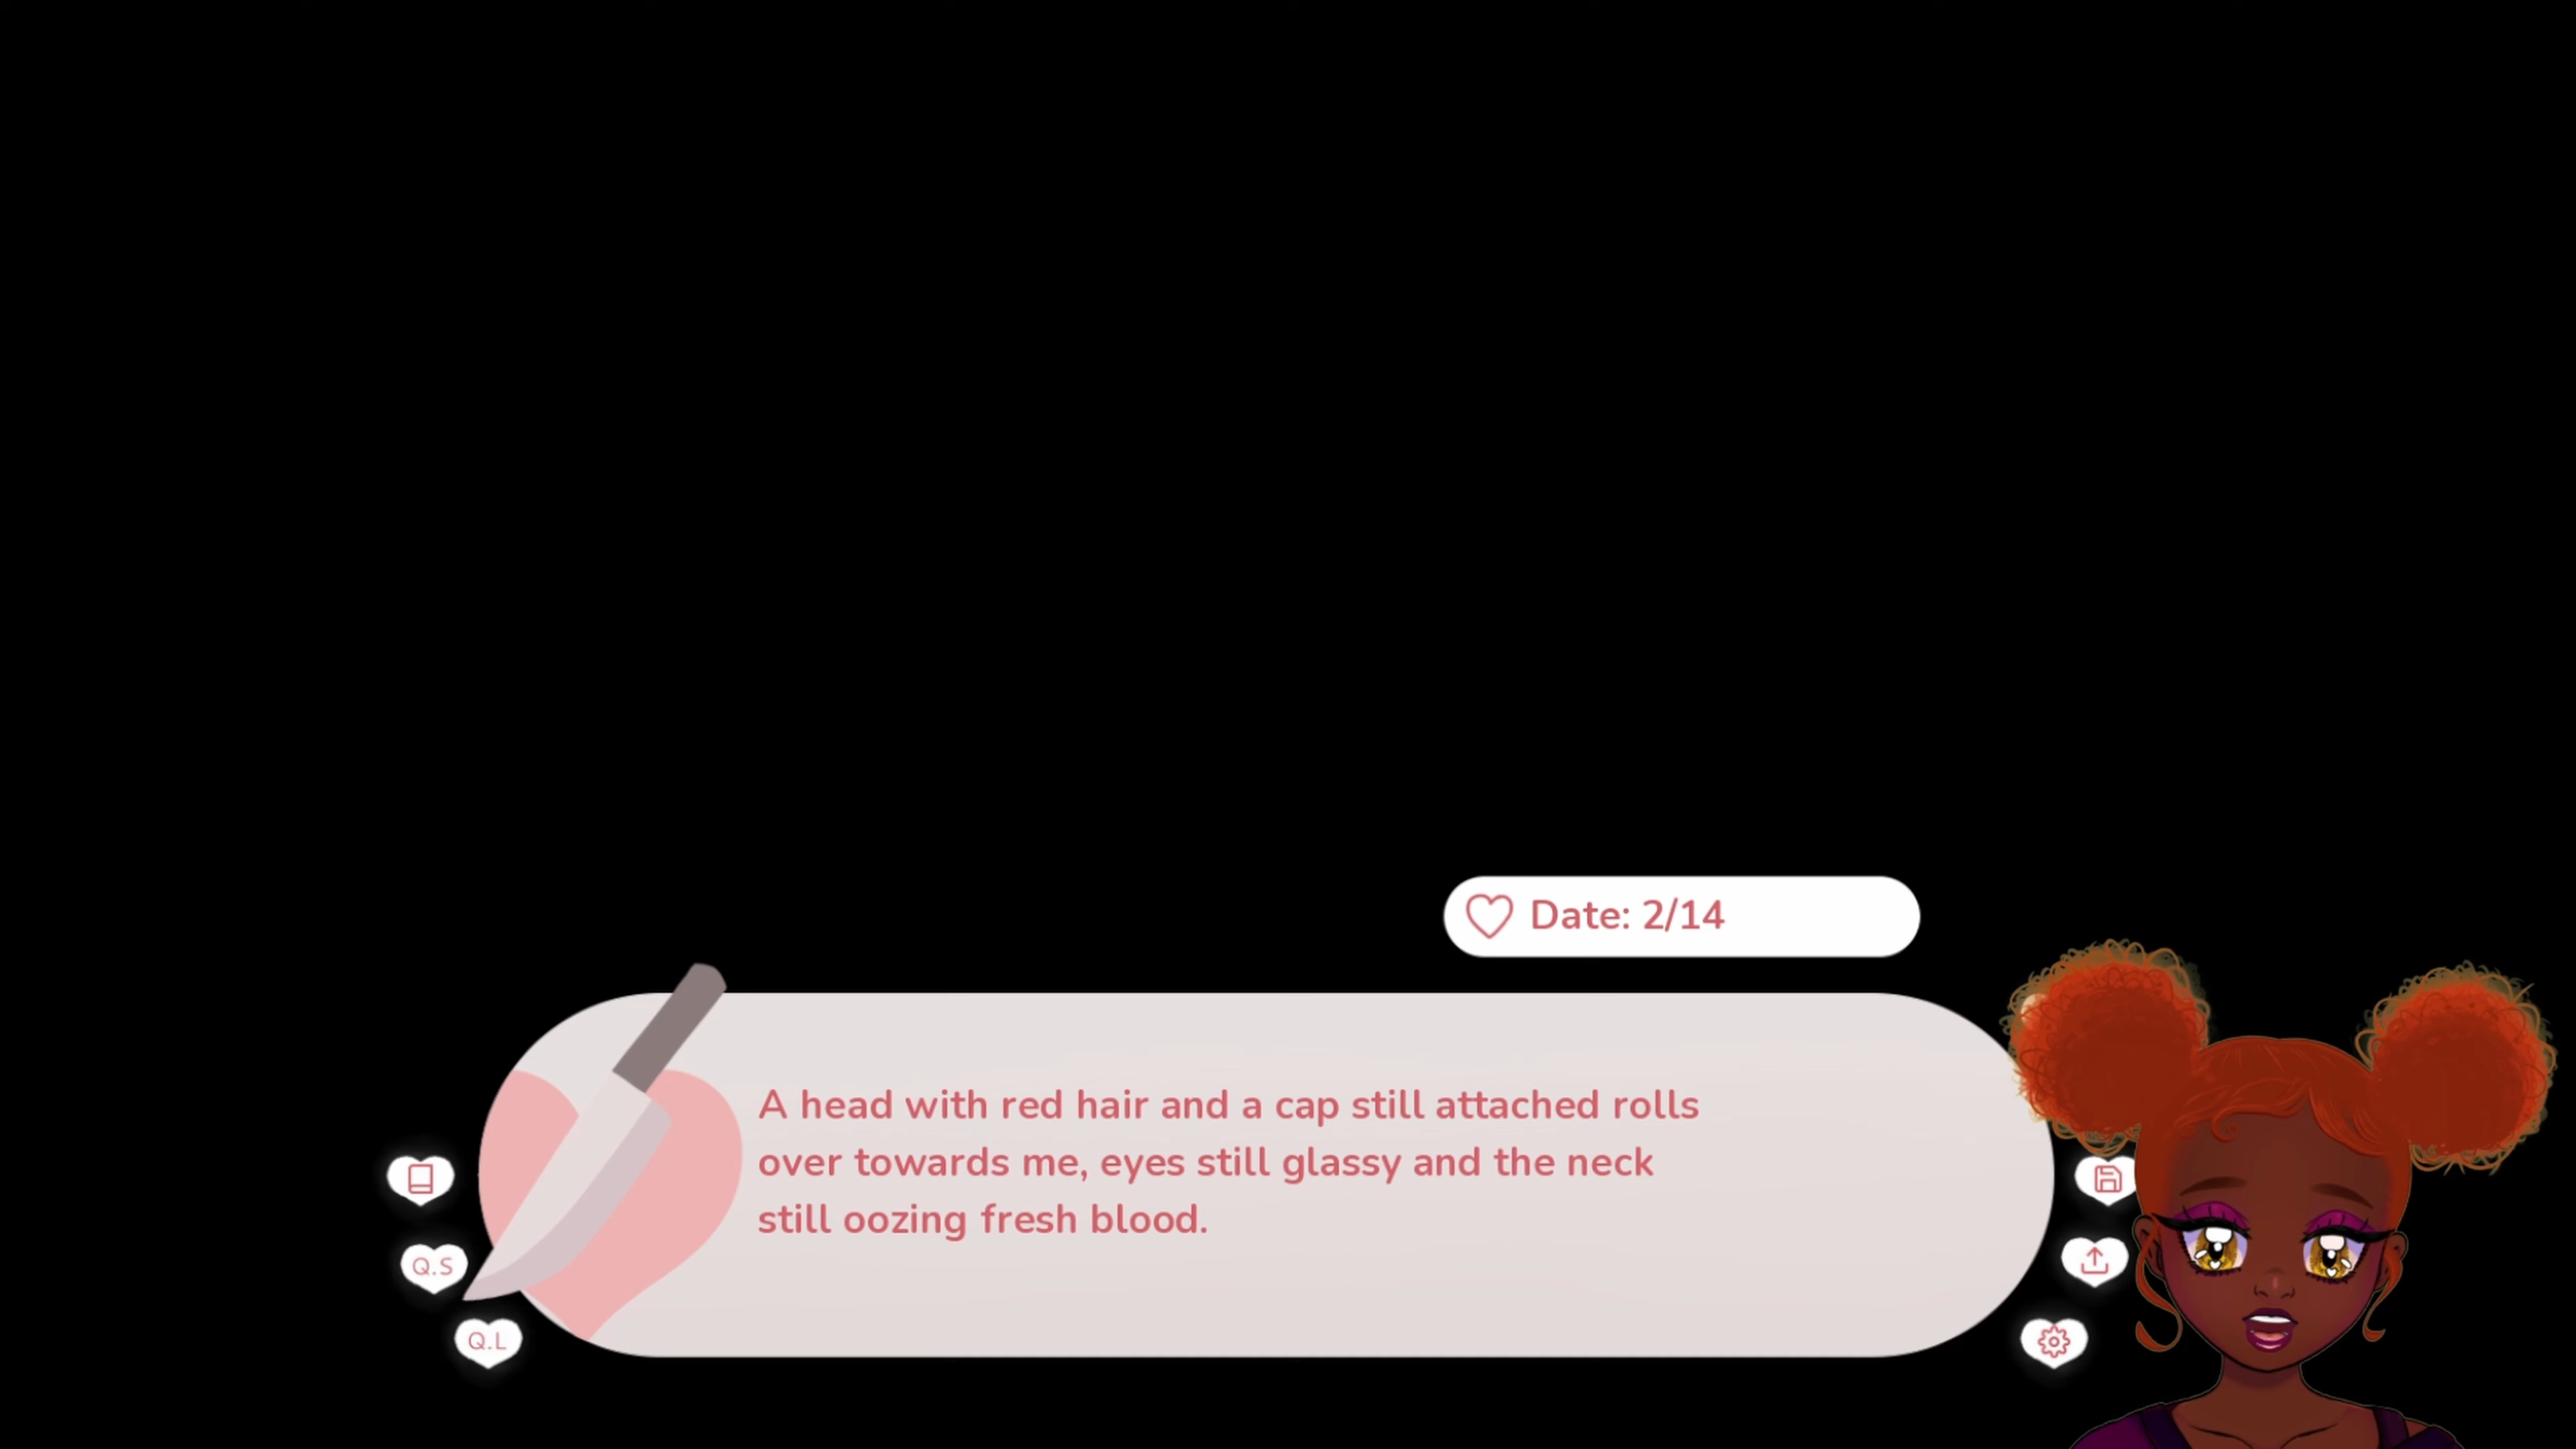 Date: 2/14
A head with red hair and a cap still attached rolls
over towards me, eyes still glassy and the neck
still oozing fresh blood.
Q.S
Q.L